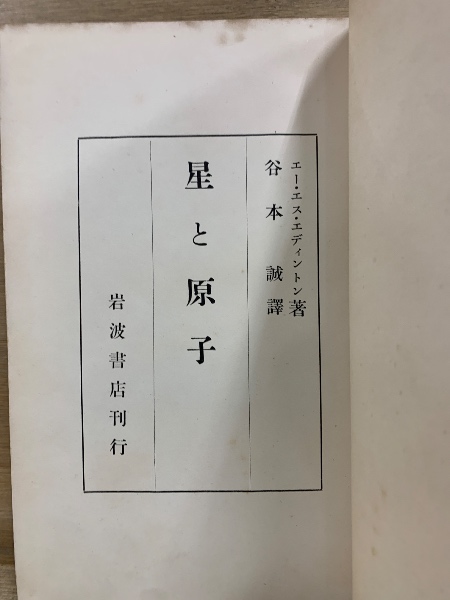 エー・エス・エディントン著
谷本誠譯
星と原子
岩波書店刊行